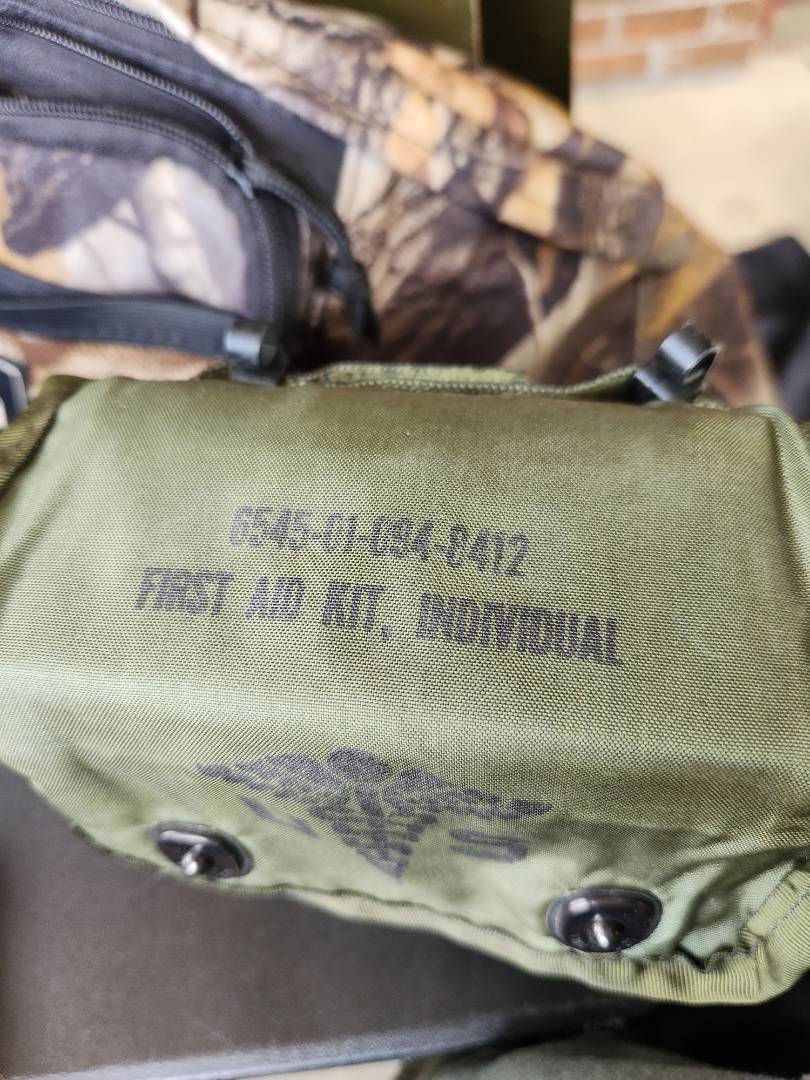 6545-01-094-8412
FIRST AID KIT, INDIVIDUAL
U S